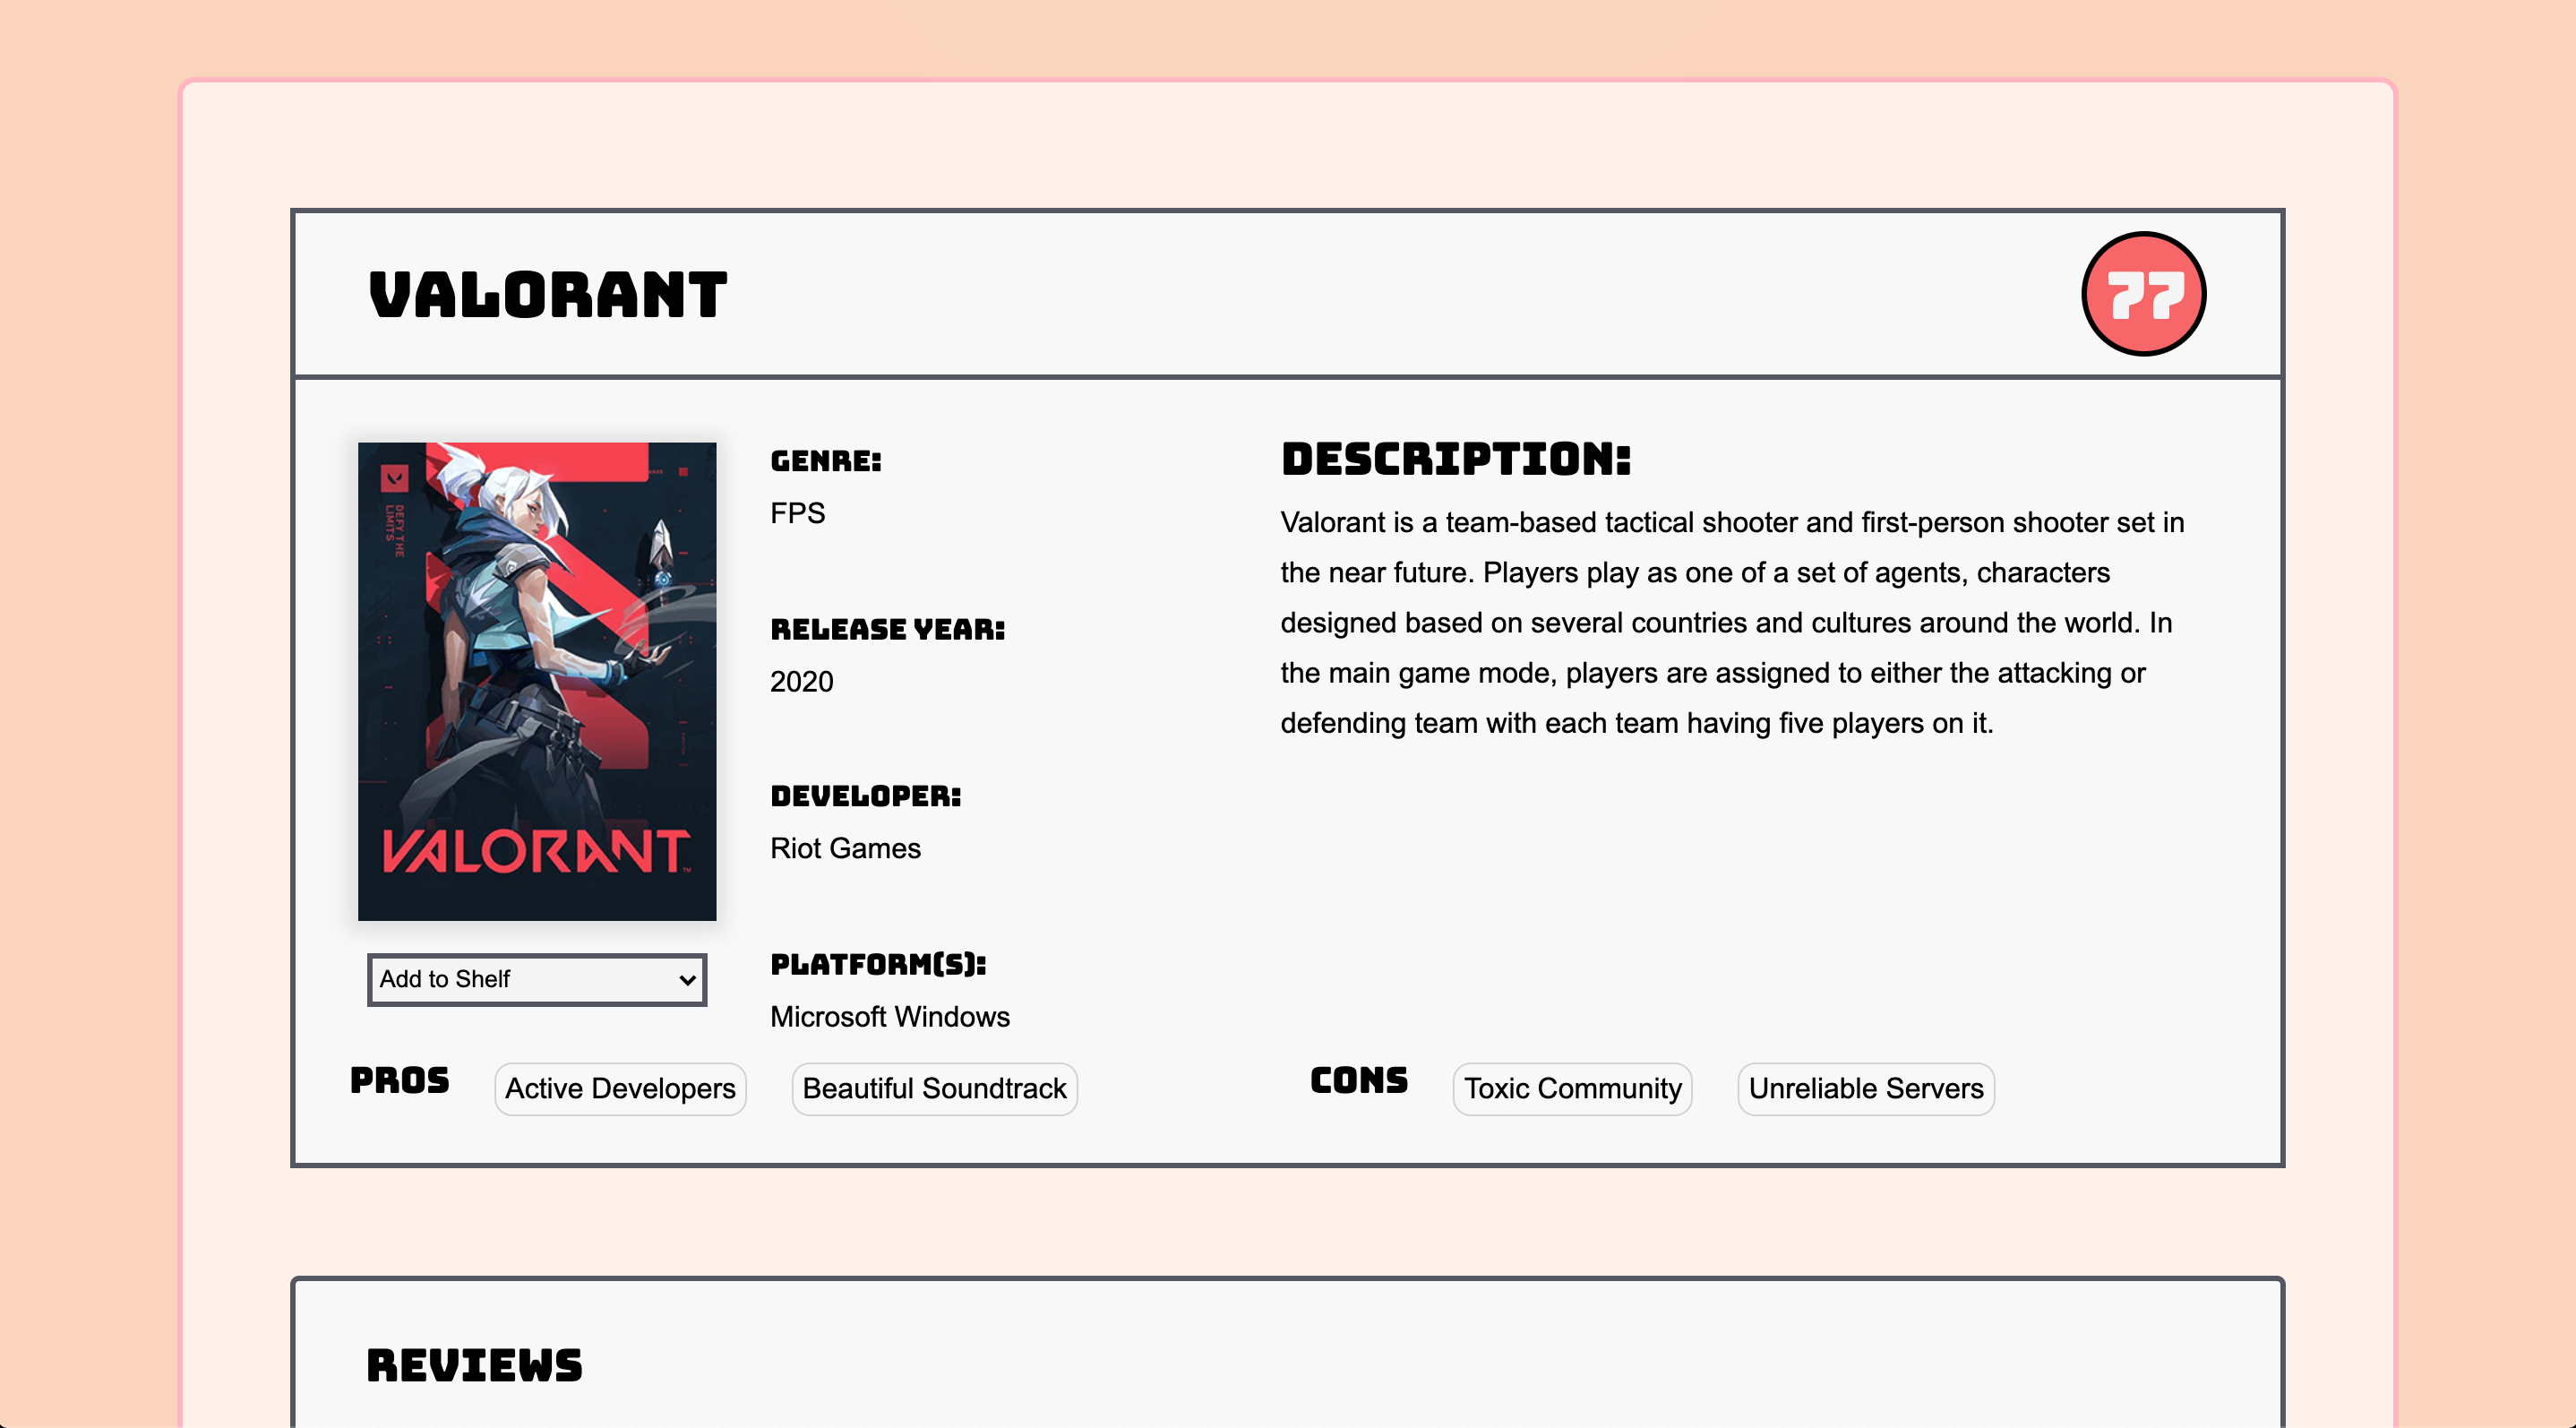 VALORANT
77
DEFY THE
LIMITS
VALORANT
Add to Shelf
GENRE:
FPS
RELEASE YEAR:
2020
DEVELOPER:
Riot Games
PLATFORM(S):
Microsoft Windows
DESCRIPTION:
Valorant is a team-based tactical shooter and first-person shooter set in
the near future. Players play as one of a set of agents, characters
designed based on several countries and cultures around the world. In
the main game mode, players are assigned to either the attacking or
defending team with each team having five players on it.
PROS
Active Developers
Beautiful Soundtrack
CONS
Toxic Community
Unreliable Servers
REVIEWS